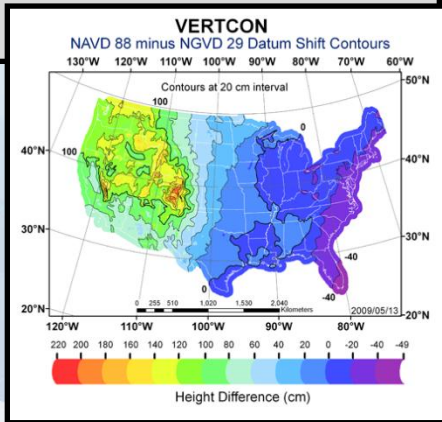 VERTCON
NAVD 88 minus NGVD 29 Datum Shift Contours
130°W 120°W 110°W 100°W 90°W 80°W 70°W 60°W
50°N
Contours at 20 cm interval
100
0
100
40°N
40°N
30°N
30°N
-40
0
-40
20°N
20°N
0 255 510 1,020 1,530 2,040
Kilometers
2009/05/13
120°W 110°W 100°W 90°W 80°W 70°W
220 200 180 160 140 120 100 80 60 40 20 0 -20 -40 -49
Height Difference (cm)